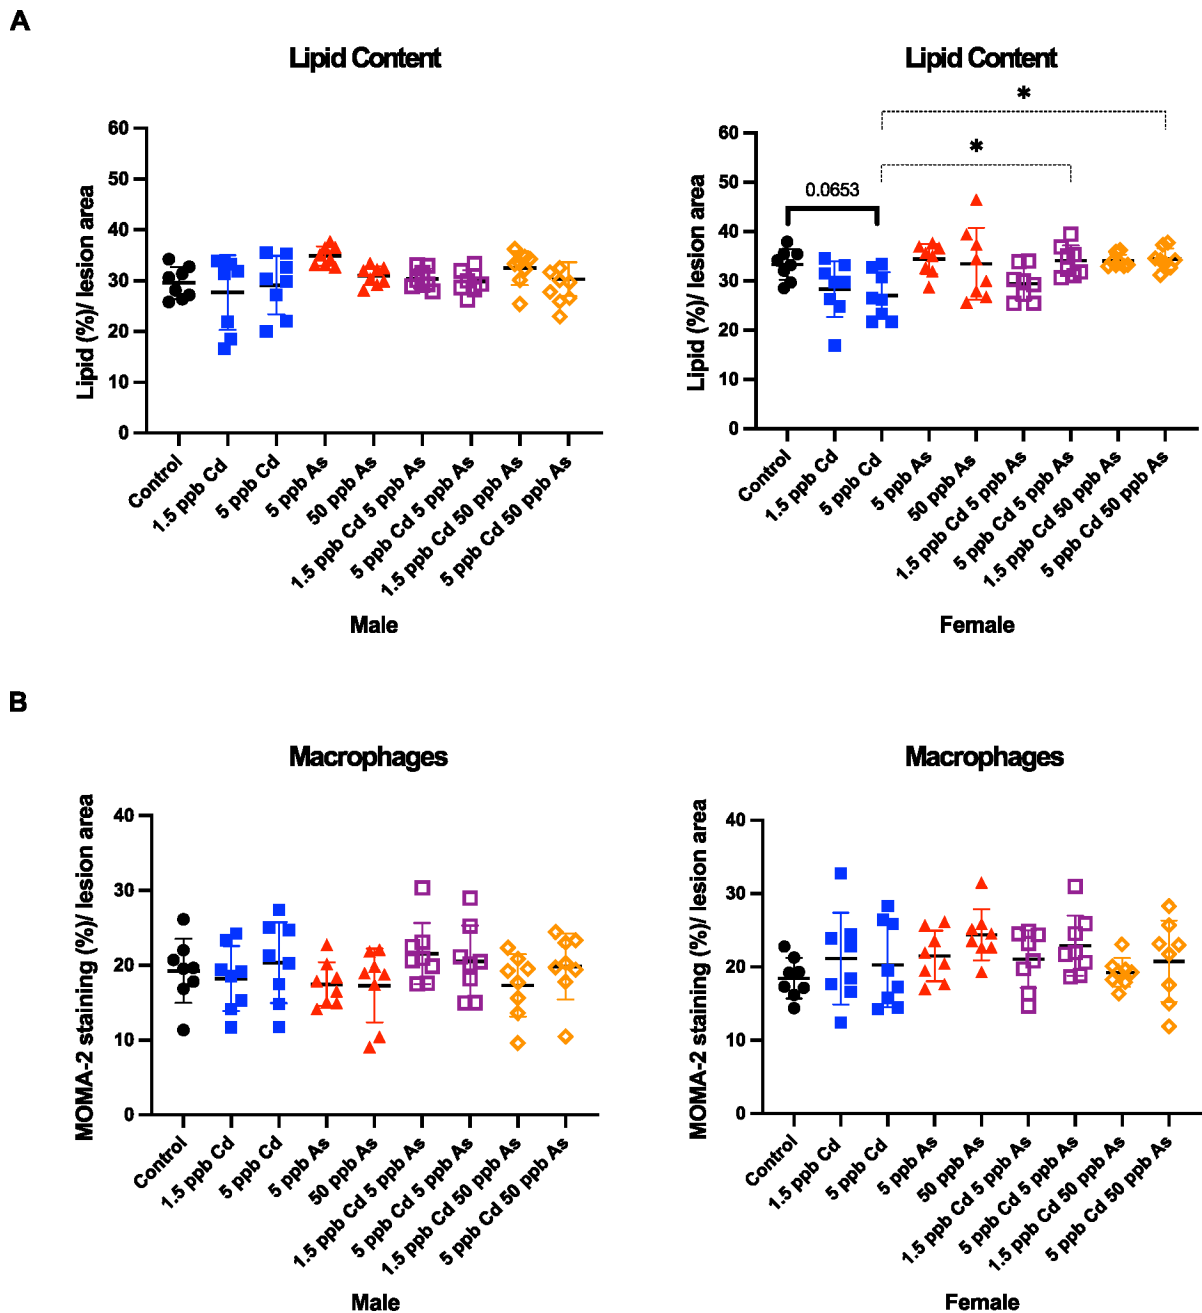 A
Lipid Content
Lipid (%)/ lesion area
60
50
40
30
20
10
0
Control
1.5 ppb Cd
5 ppb Cd
5 ppb As
50 ppb As
1.5 ppb Cd 5 ppb As
5 ppb Cd 5 ppb As
1.5 ppb Cd 50 ppb As
5 ppb Cd 50 ppb As
Male
Lipid Content
*
*
0.0653
Lipid (%)/ lesion area
60
50
40
30
20
10
0
Control
1.5 ppb Cd
5 ppb Cd
5 ppb As
50 ppb As
1.5 ppb Cd 5 ppb As
5 ppb Cd 5 ppb As
1.5 ppb Cd 50 ppb As
5 ppb Cd 50 ppb As
Female
B
Macrophages
MOMA-2 staining (%)/ lesion area
40
30
20
10
0
Control
1.5 ppb Cd
5 ppb Cd
5 ppb As
50 ppb As
1.5 ppb Cd 5 ppb As
5 ppb Cd 5 ppb As
1.5 ppb Cd 50 ppb As
5 ppb Cd 50 ppb As
Male
Macrophages
MOMA-2 staining (%)/ lesion area
40
30
20
10
0
Control
1.5 ppb Cd
5 ppb Cd
5 ppb As
50 ppb As
1.5 ppb Cd 5 ppb As
5 ppb Cd 5 ppb As
1.5 ppb Cd 50 ppb As
5 ppb Cd 50 ppb As
Female